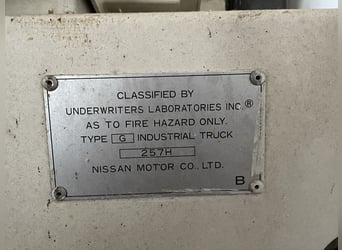 CLASSIFIED BY
UNDERWRITERS LABORATORIES INC.®
AS TO FIRE HAZARD ONLY.
TYPE G INDUSTRIAL TRUCK
257H
NISSAN MOTOR CO., LTD.
B